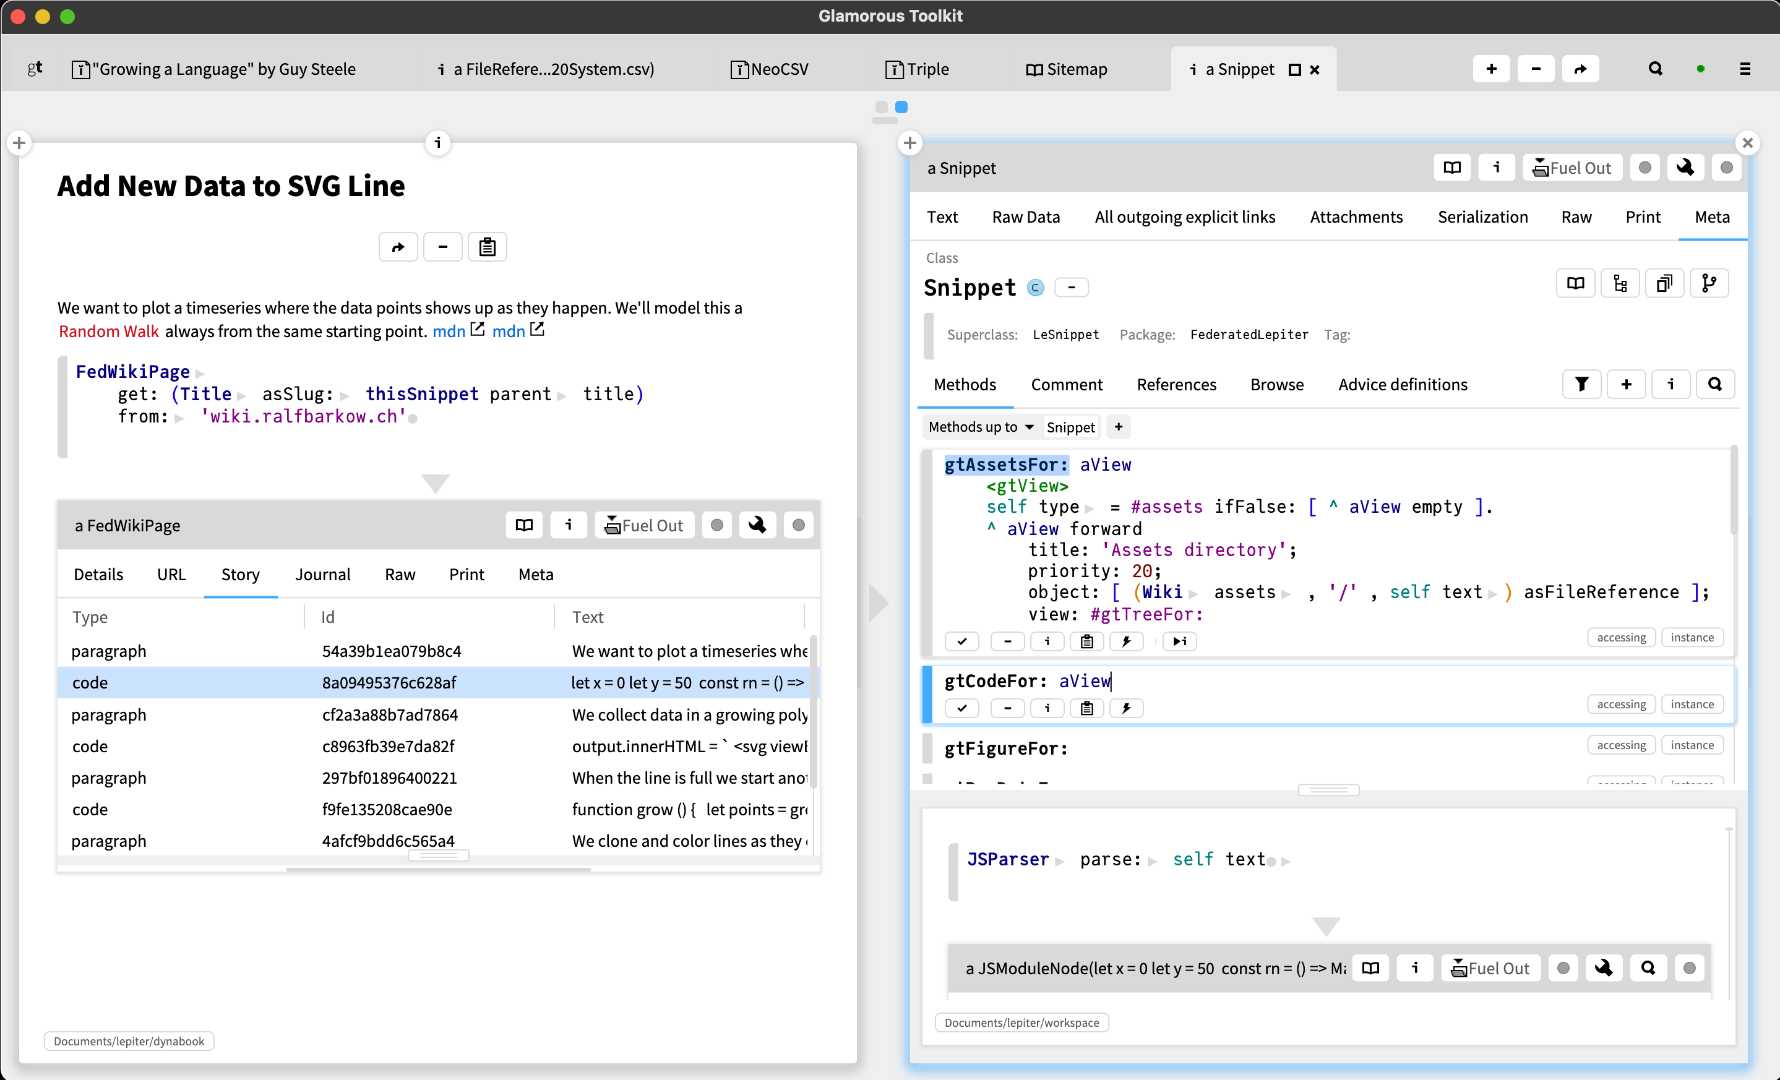 Glamorous Toolkit
gt
"Growing a Language" by Guy Steele
i a FileRefere...20System.csv)
NeoCSV
Triple
Sitemap
i a Snippet
Add New Data to SVG Line
We want to plot a timeseries where the data points shows up as they happen. We'll model this a
Random Walk always from the same starting point. mdn mdn
FedWikiPage
get: (Title asSlug: thisSnippet parent title)
from: 'wiki.ralfbarkow.ch'
a FedWikiPage
i
Fuel Out
Details URL Story Journal Raw Print Meta
Type Id Text
paragraph 54a39b1ea079b8c4 We want to plot a timeseries whe
code 8a09495376c628af let x = 0 let y = 50 const rn = () =>
paragraph cf2a3a88b7ad7864 We collect data in a growing poly
code c8963fb39e7da82f output.innerHTML = ` <svg viewB
paragraph 297bf01896400221 When the line is full we start anot
code f9fe135208cae90e function grow () { let points = gr
paragraph 4afcf9bdd6c565a4 We clone and color lines as they
Documents/lepiter/dynabook
a Snippet
i
Fuel Out
Text Raw Data All outgoing explicit links Attachments Serialization Raw Print Meta
Class
Snippet C -
Superclass: LeSnippet Package: FederatedLepiter Tag:
Methods Comment References Browse Advice definitions
+ i
Methods up to Snippet +
gtAssetsFor: aView
<gtView>
self type = #assets ifFalse: [ ^ aView empty ].
^ aView forward
title: 'Assets directory';
priority: 20;
object: [ (Wiki assets , '/' , self text ) asFileReference ];
view: #gtTreeFor:
accessing instance
gtCodeFor: aView
accessing instance
gtFigureFor:
accessing instance
JSParser parse: self text
a JSModuleNode(let x = 0 let y = 50 const rn = () => Ma
i
Fuel Out
Documents/lepiter/workspace